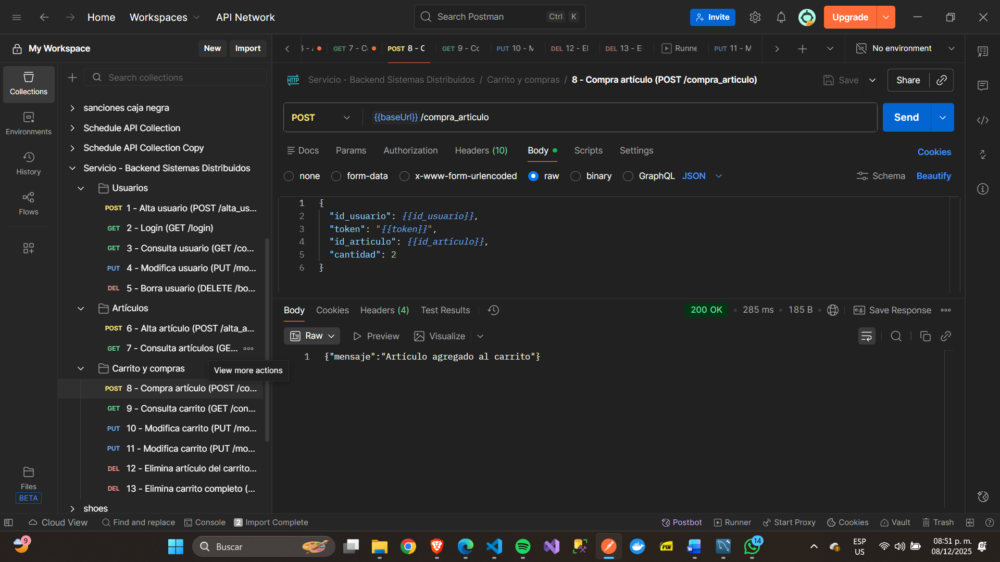 Home
Workspaces
API Network
Search Postman
Ctrl K
Invite
Upgrade
My Workspace
New
Import
GET 7 - C
POST 8 - C
GET 9 - Cc
PUT 10 - M
DEL 12 - El
DEL 13 - E
Runne
PUT 11 - M
No environment
Collections
Environments
History
Flows
Files
BETA
Search collections
sanciones caja negra
Schedule API Collection
Schedule API Collection Copy
Servicio - Backend Sistemas Distribuidos
Usuarios
POST 1 - Alta usuario (POST /alta_us...
GET 2 - Login (GET /login)
GET 3 - Consulta usuario (GET /co...
PUT 4 - Modifica usuario (PUT /mo...
DEL 5 - Borra usuario (DELETE /bo...
Artículos
POST 6 - Alta artículo (POST /alta_a...
GET 7 - Consulta artículos (GE...
Carrito y compras
View more actions
POST 8 - Compra artículo (POST /co...
GET 9 - Consulta carrito (GET /con...
PUT 10 - Modifica carrito (PUT /mo...
PUT 11 - Modifica carrito (PUT /mo...
DEL 12 - Elimina artículo del carrito...
DEL 13 - Elimina carrito completo (...
shoes
HTTP Servicio - Backend Sistemas Distribuidos / Carrito y compras / 8 - Compra artículo (POST /compra_articulo)
Save
Share
POST {{baseUrl}} /compra_articulo
Send
Docs Params Authorization Headers (10) Body Scripts Settings
Cookies
none form-data x-www-form-urlencoded raw binary GraphQL JSON
Schema
Beautify
1 {
2 "id_usuario": {{id_usuario}},
3 "token": "{{token}}",
4 "id_articulo": {{id_articulo}},
5 "cantidad": 2
6 }
Body Cookies Headers (4) Test Results
200 OK 285 ms 185 B
e.g. Save Response
Raw Preview Visualize
1 {"mensaje":"Artículo agregado al carrito"}
Cloud View Find and replace Console 2 Import Complete
Postbot Runner Start Proxy Cookies Vault Trash
9
Buscar
PDF
W
14
ESP
US
08:51 p. m.
08/12/2025